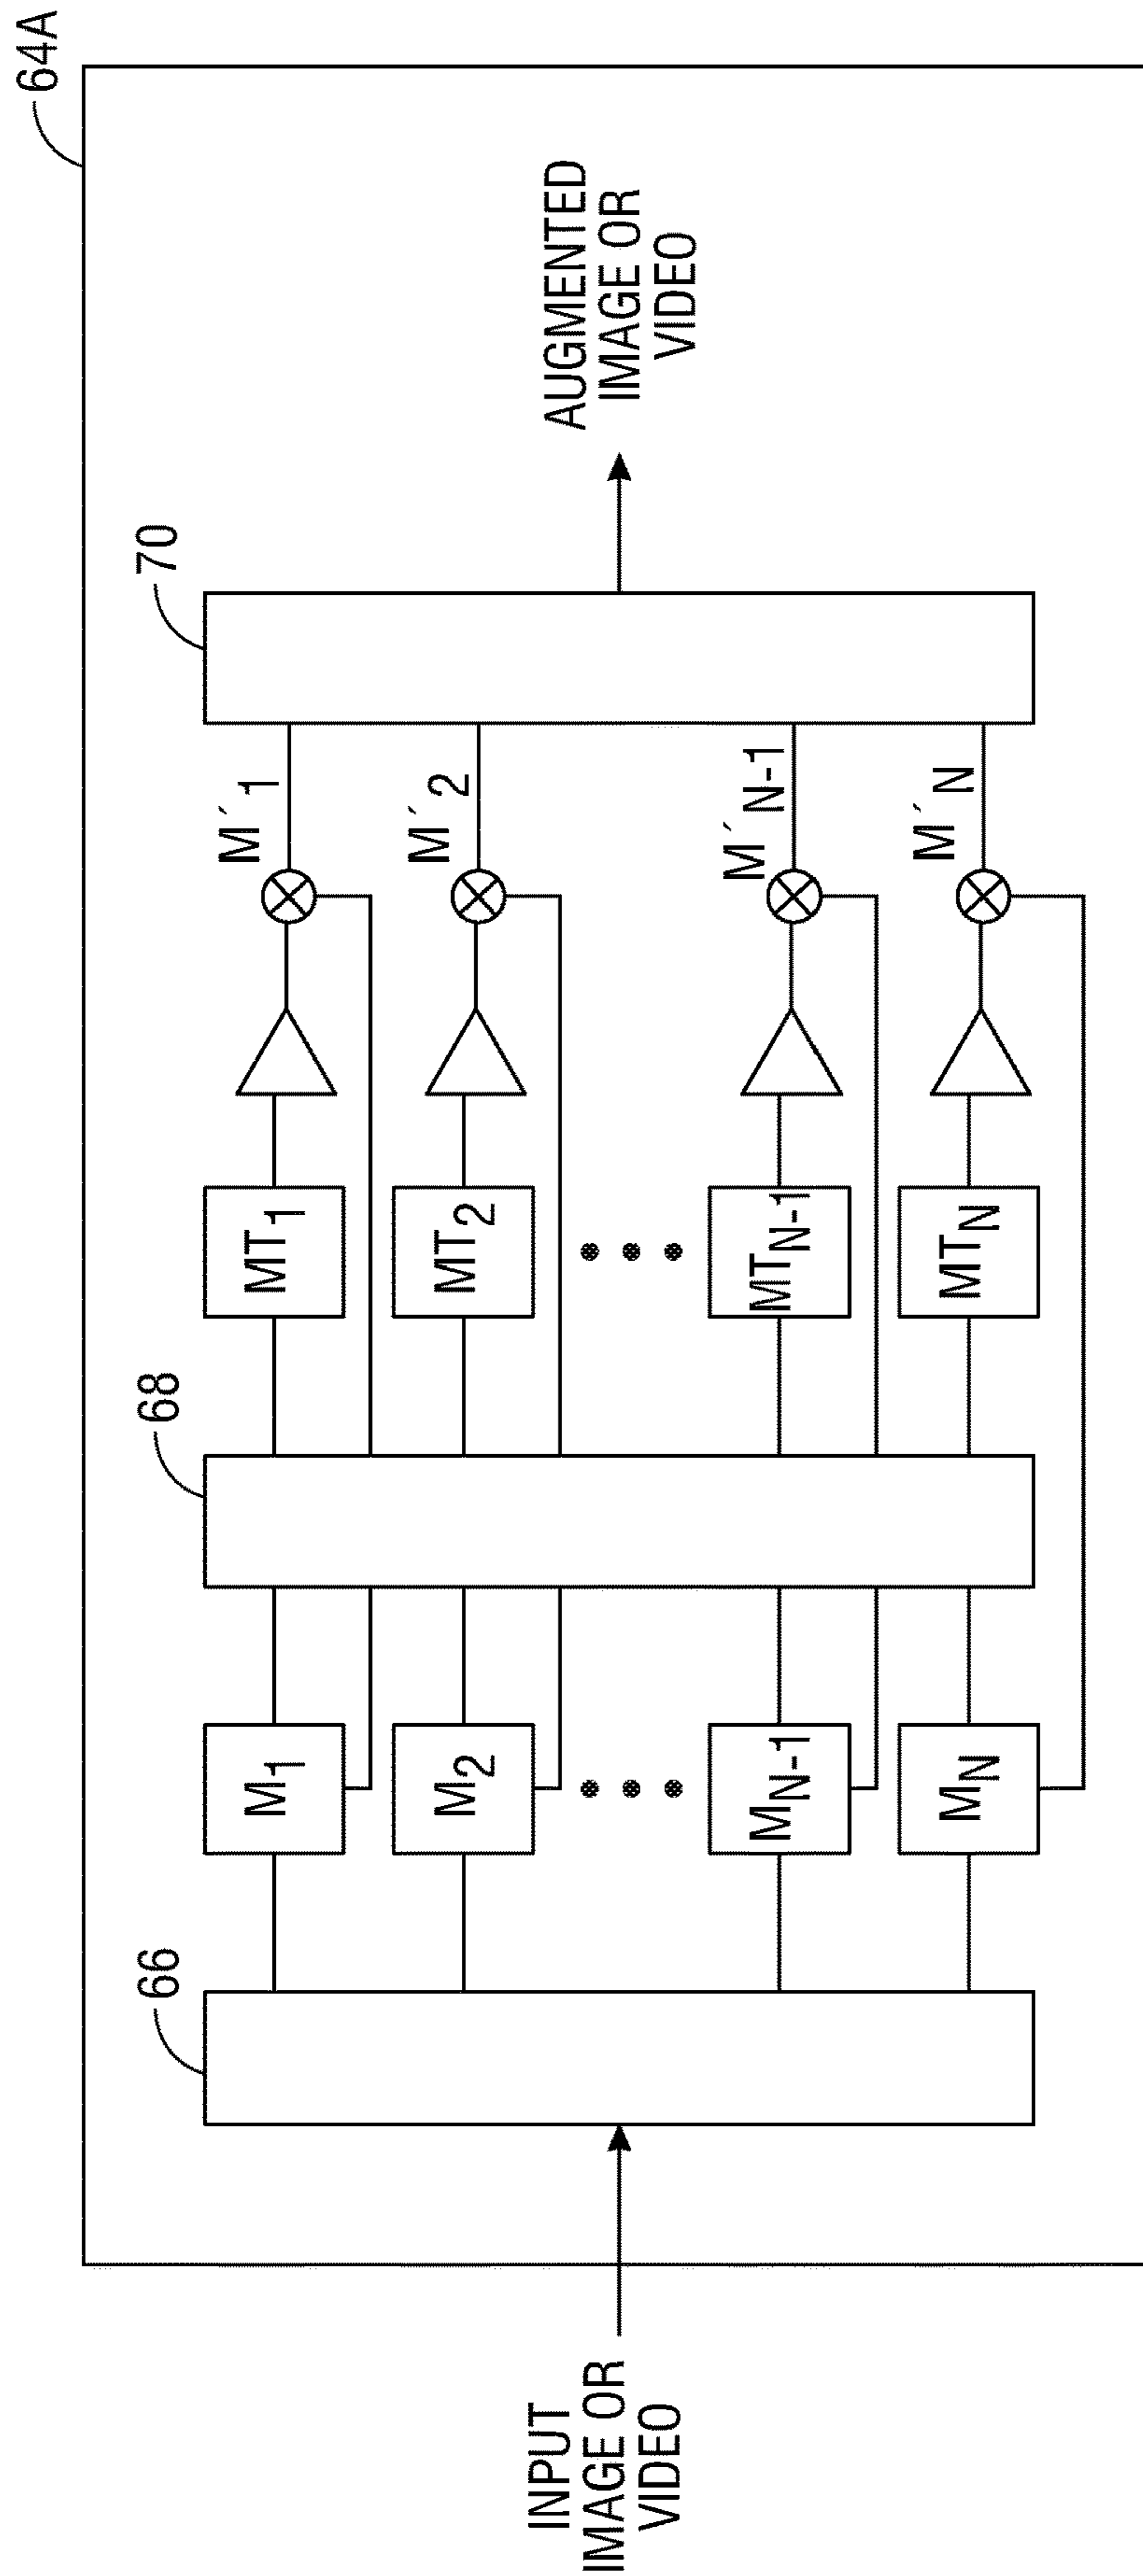 64A
66
68
70
INPUT
IMAGE OR
VIDEO
M1
M2
MN-1
MN
MT1
MT2
MTN-1
MTN
M´1
M´2
M´N-1
M´N
AUGMENTED
IMAGE OR
VIDEO